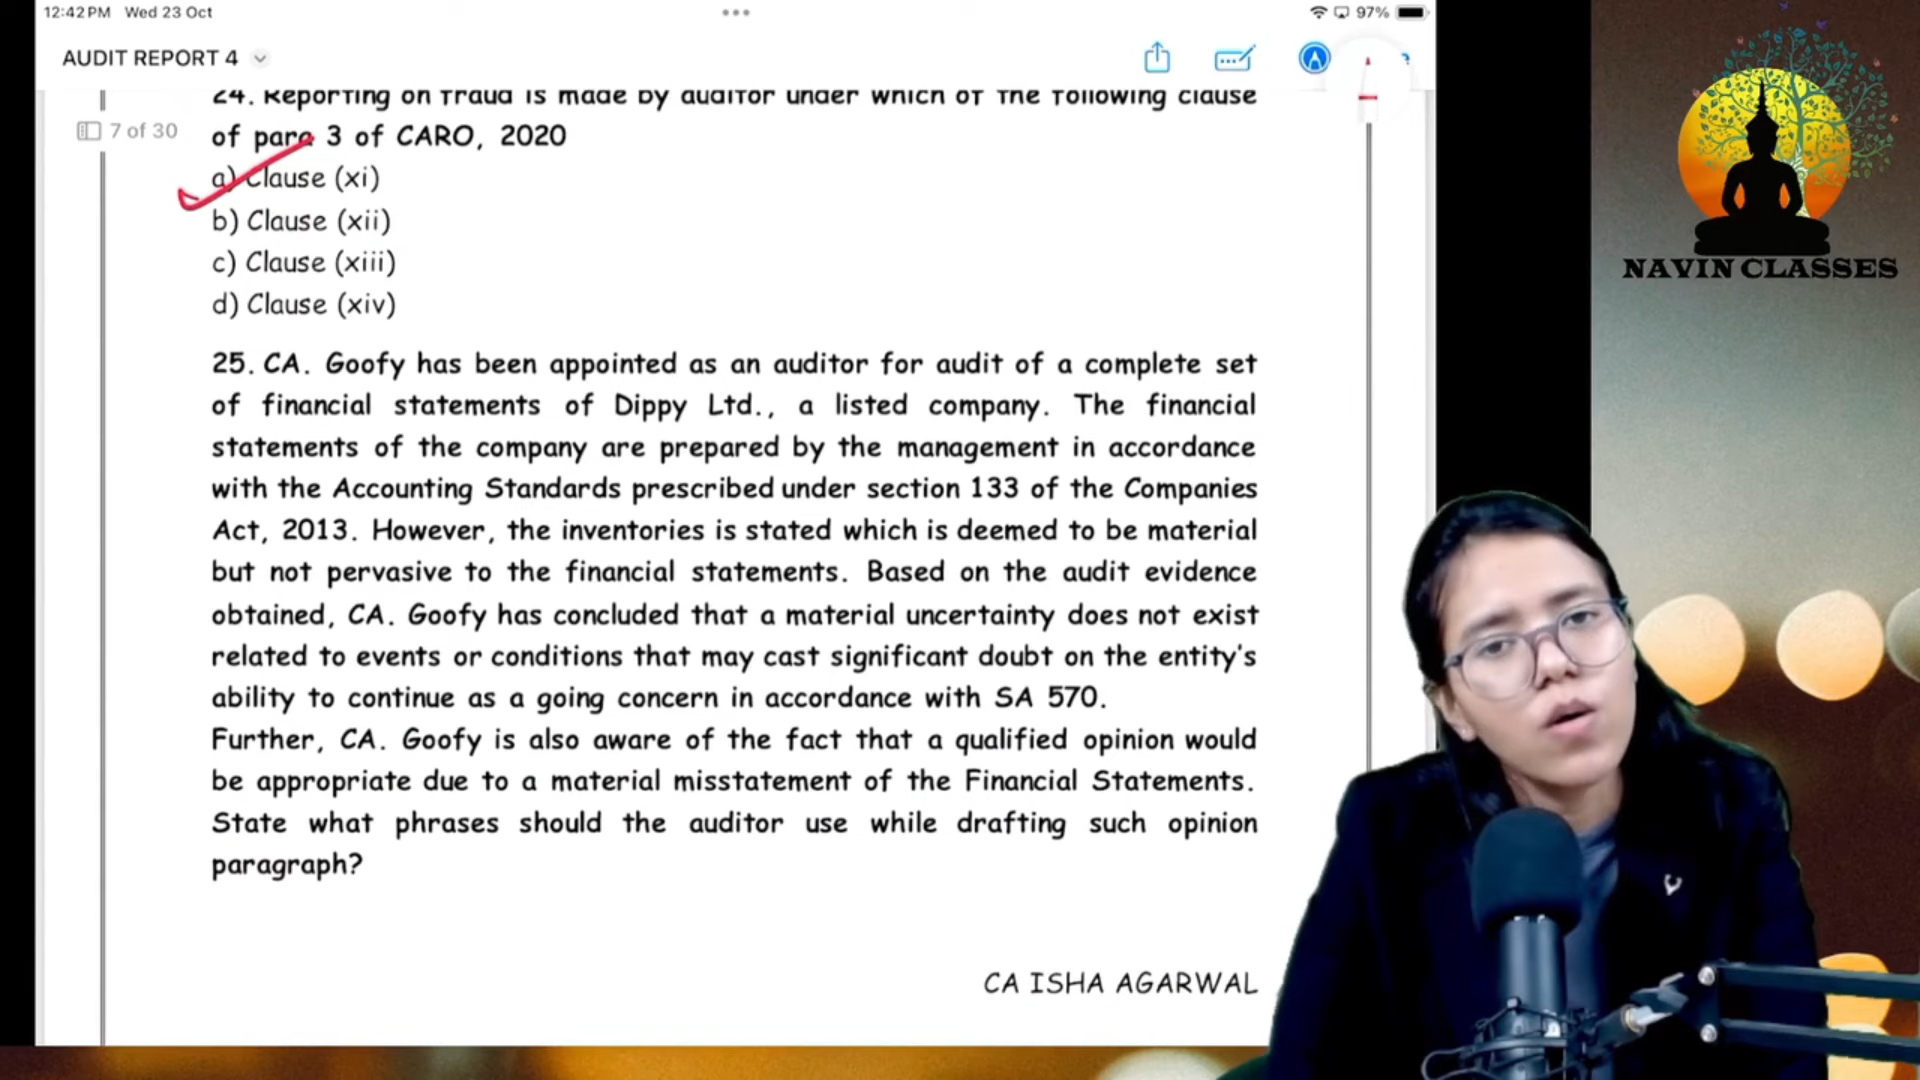 12:42 PM Wed 23 Oct
97%
AUDIT REPORT 4
7 of 30
24. Reporting on fraud is made by auditor under which of the following clause
of para 3 of CARO, 2020
a) Clause (xi)
b) Clause (xii)
c) Clause (xiii)
d) Clause (xiv)
25. CA. Goofy has been appointed as an auditor for audit of a complete set
of financial statements of Dippy Ltd., a listed company. The financial
statements of the company are prepared by the management in accordance
with the Accounting Standards prescribed under section 133 of the Companies
Act, 2013. However, the inventories is stated which is deemed to be material
but not pervasive to the financial statements. Based on the audit evidence
obtained, CA. Goofy has concluded that a material uncertainty does not exist
related to events or conditions that may cast significant doubt on the entity's
ability to continue as a going concern in accordance with SA 570.
Further, CA. Goofy is also aware of the fact that a qualified opinion would
be appropriate due to a material misstatement of the Financial Statements.
State what phrases should the auditor use while drafting such opinion
paragraph?
CA ISHA AGARWAL
NAVIN CLASSES